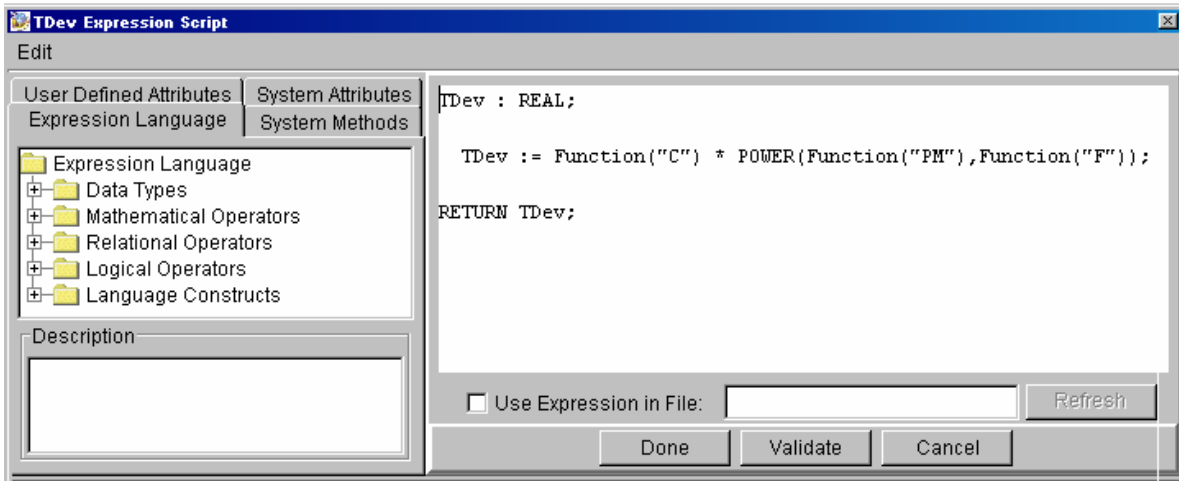 TDev Expression Script
Edit
User Defined Attributes
System Attributes
Expression Language
System Methods
Expression Language
Data Types
Mathematical Operators
Relational Operators
Logical Operators
Language Constructs
Description
TDev : REAL;
TDev := Function("C") * POWER(Function("PM"),Function("F"));
RETURN TDev;
Use Expression in File:
Refresh
Done
Validate
Cancel